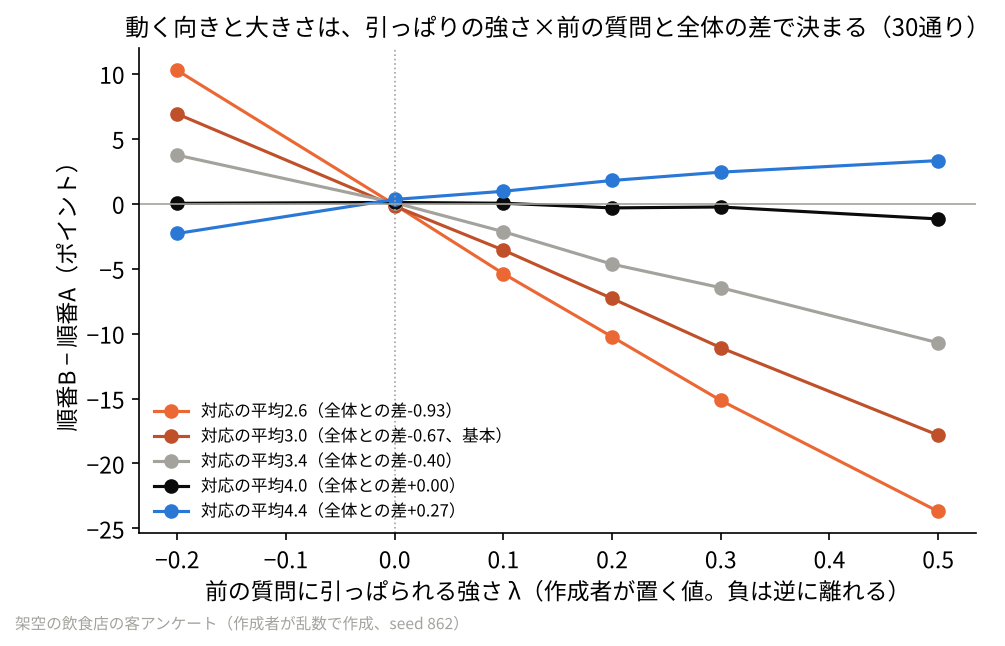 動く向きと大きさは、引っぱりの強さ×前の質問と全体の差で決まる（30通り）
順番B－順番A（ポイント）
10
5
0
−5
−10
−15
−20
−25
対応の平均2.6（全体との差-0.93）
対応の平均3.0（全体との差-0.67、基本）
対応の平均3.4（全体との差-0.40）
対応の平均4.0（全体との差+0.00）
対応の平均4.4（全体との差+0.27）
−0.2 −0.1 0.0 0.1 0.2 0.3 0.4 0.5
前の質問に引っぱられる強さ λ（作成者が置く値。負は逆に離れる）
架空の飲食店の客アンケート（作成者が乱数で作成、seed 862）